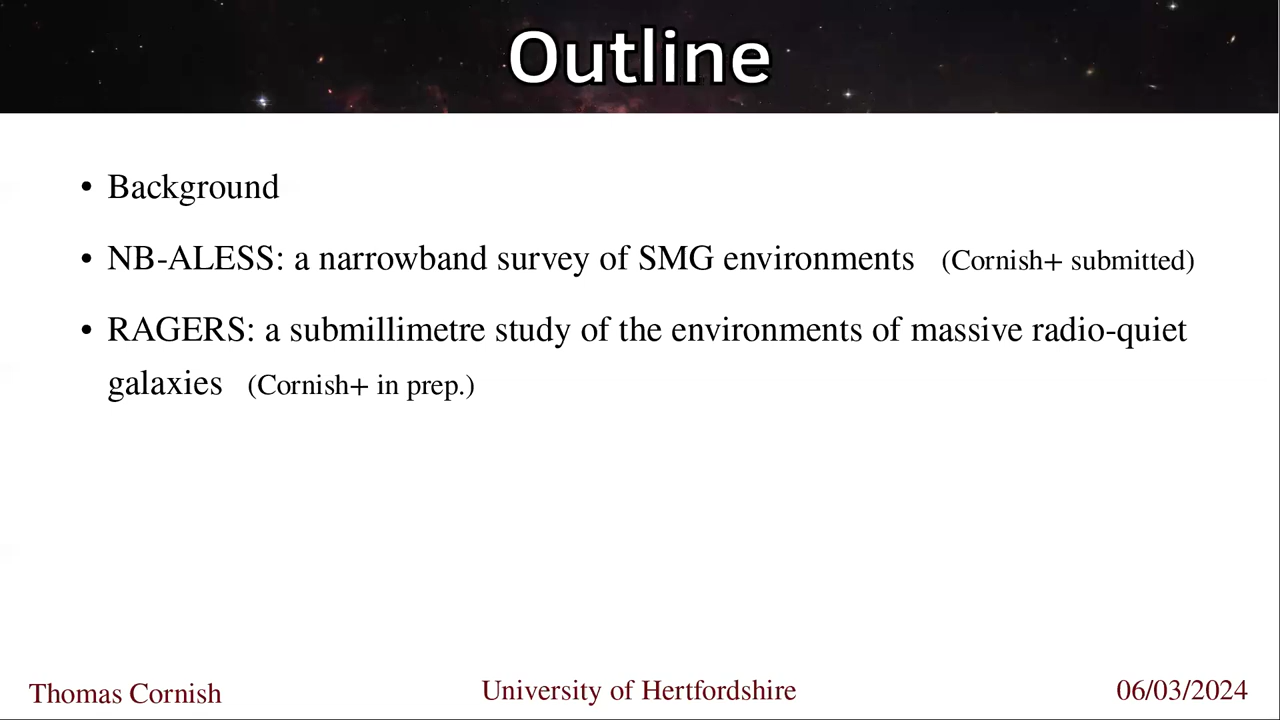 Outline
• Background
• NB-ALESS: a narrowband survey of SMG environments (Cornish+ submitted)
• RAGERS: a submillimetre study of the environments of massive radio-quiet
galaxies (Cornish+ in prep.)
Thomas Cornish University of Hertfordshire 06/03/2024